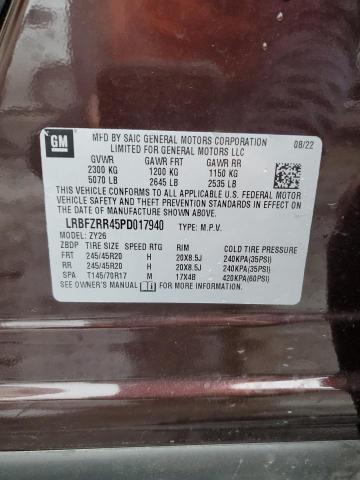 GM
MFD BY SAIC GENERAL MOTORS CORPORATION 08/22
LIMITED FOR GENERAL MOTORS LLC
GVWR GAWR FRT GAWR RR
2300 KG 1200 KG 1150 KG
5070 LB 2645 LB 2535 LB
THIS VEHICLE CONFORMS TO ALL APPLICABLE U.S. FEDERAL MOTOR
VEHICLE SAFETY AND THEFT PREVENTION STANDARDS IN EFFECT
ON THE DATE OF MANUFACTURE SHOWN ABOVE.
LRBFZRR45PD017940 TYPE: M.P.V.
MODEL: ZY26
ZBDP TIRE SIZE SPEED RTG RIM COLD TIRE PRESSURE
FRT 245/45R20 H 20X8.5J 240KPA(35PSI)
RR 245/45R20 H 20X8.5J 240KPA(35PSI)
SPA T145/70R17 M 17X4B 420KPA(60PSI)
SEE OWNER'S MANUAL FOR ADDITIONAL INFORMATION.